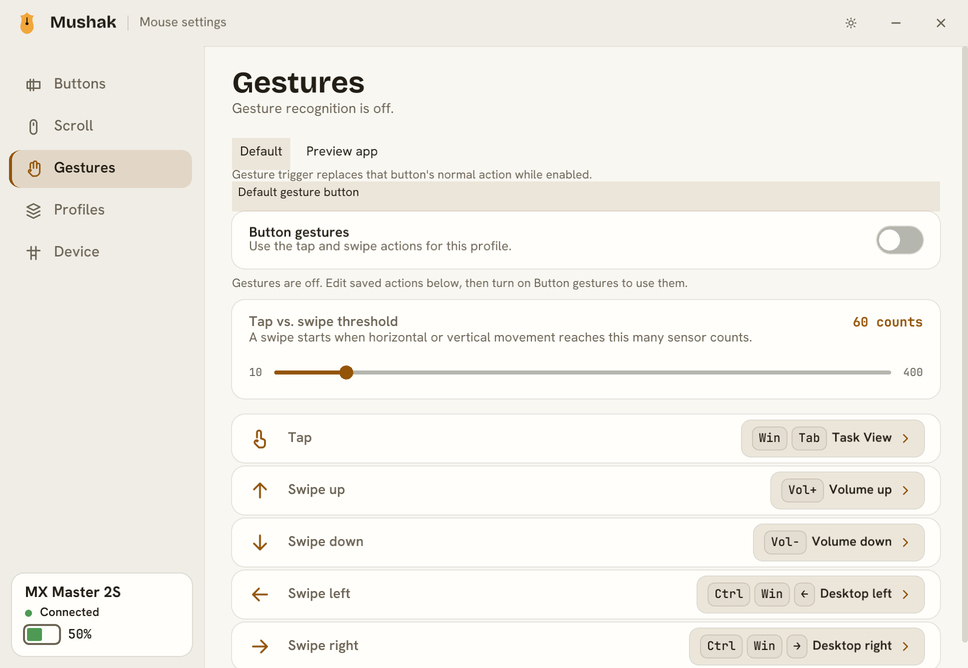 Mushak
Mouse settings
Buttons
Scroll
Gestures
Profiles
Device
MX Master 2S
Connected
50%
Gestures
Gesture recognition is off.
Default Preview app
Gesture trigger replaces that button's normal action while enabled.
Default gesture button
Button gestures
Use the tap and swipe actions for this profile.
Gestures are off. Edit saved actions below, then turn on Button gestures to use them.
Tap vs. swipe threshold 60 counts
A swipe starts when horizontal or vertical movement reaches this many sensor counts.
10 400
Tap Win Tab Task View
Swipe up Vol+ Volume up
Swipe down Vol- Volume down
Swipe left Ctrl Win ← Desktop left
Swipe right Ctrl Win → Desktop right